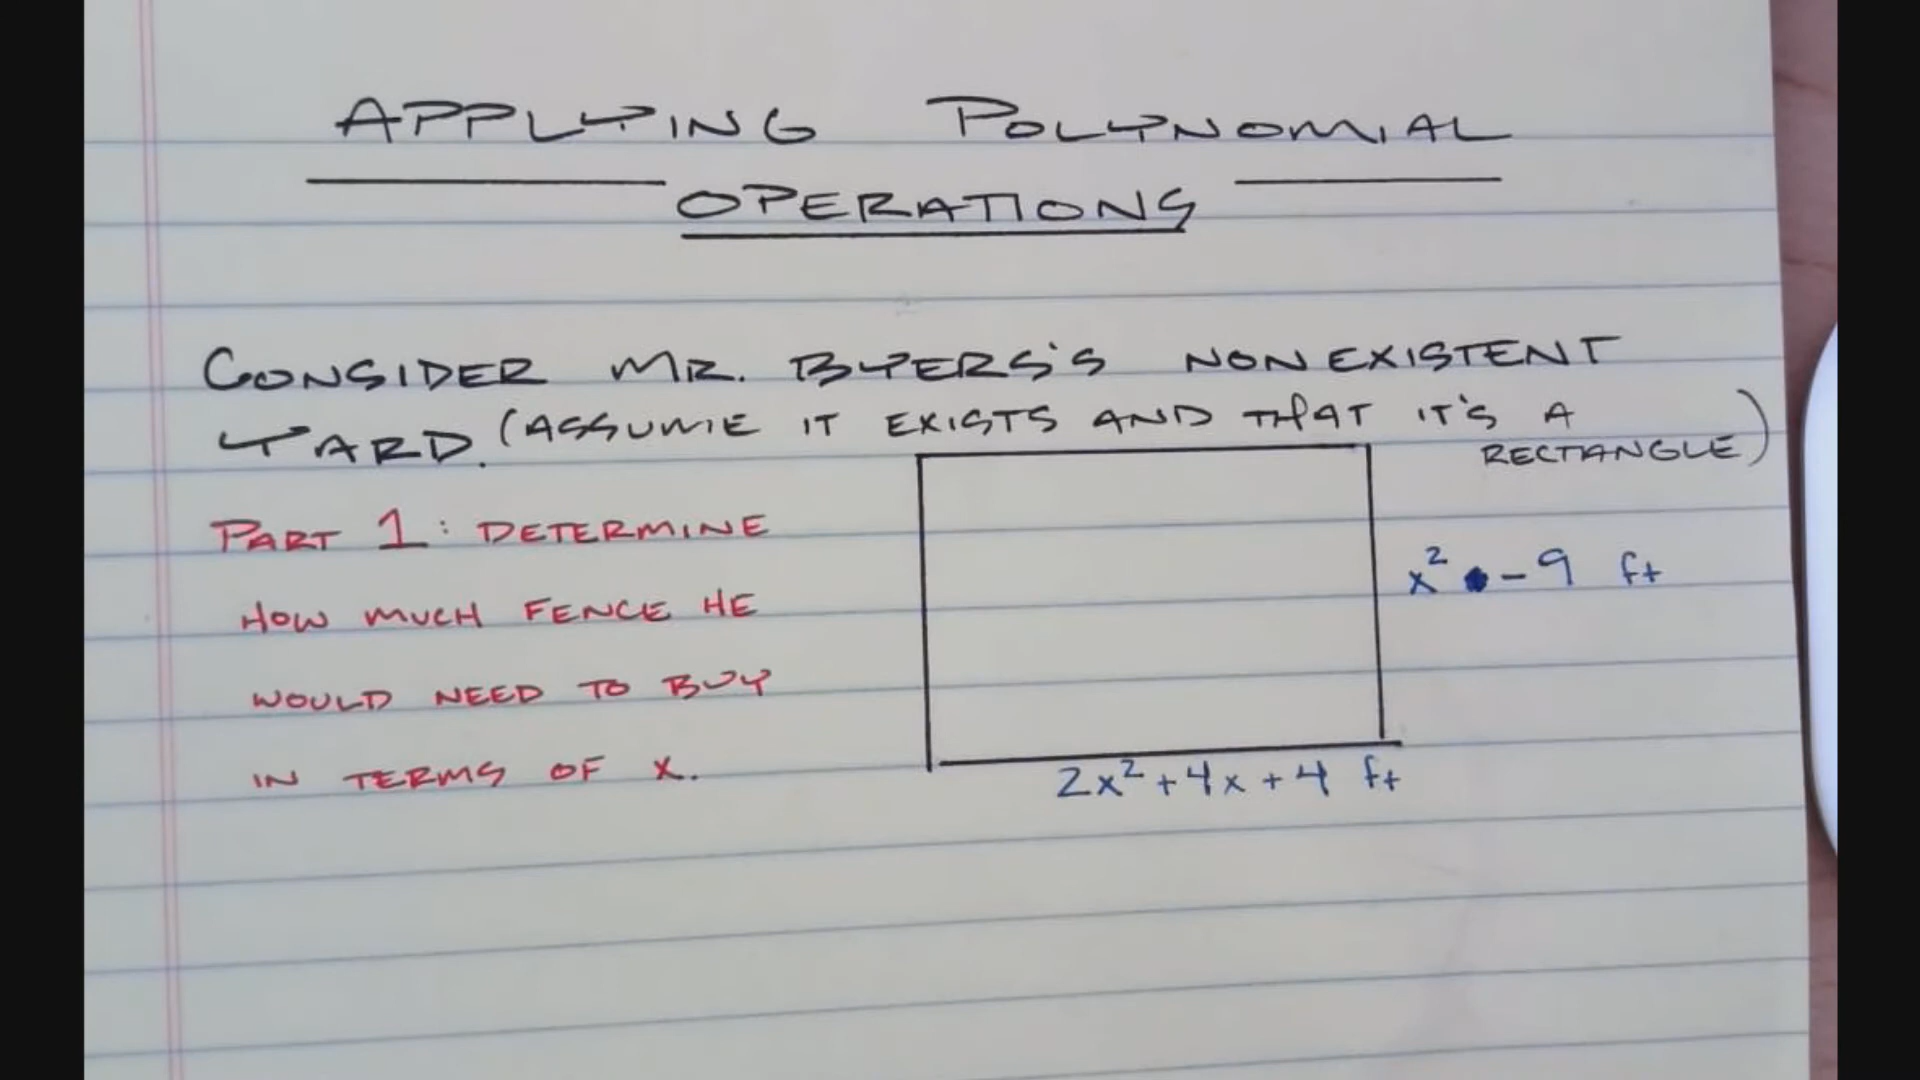 APPLYING POLYNOMIAL
OPERATIONS
CONSIDER MR. BYERS'S NONEXISTENT
YARD. (ASSUME IT EXISTS AND THAT IT'S A
RECTANGLE)
PART 1: DETERMINE
HOW MUCH FENCE HE
WOULD NEED TO BUY
IN TERMS OF X.
x² - 9 ft
2x² + 4x + 4 ft